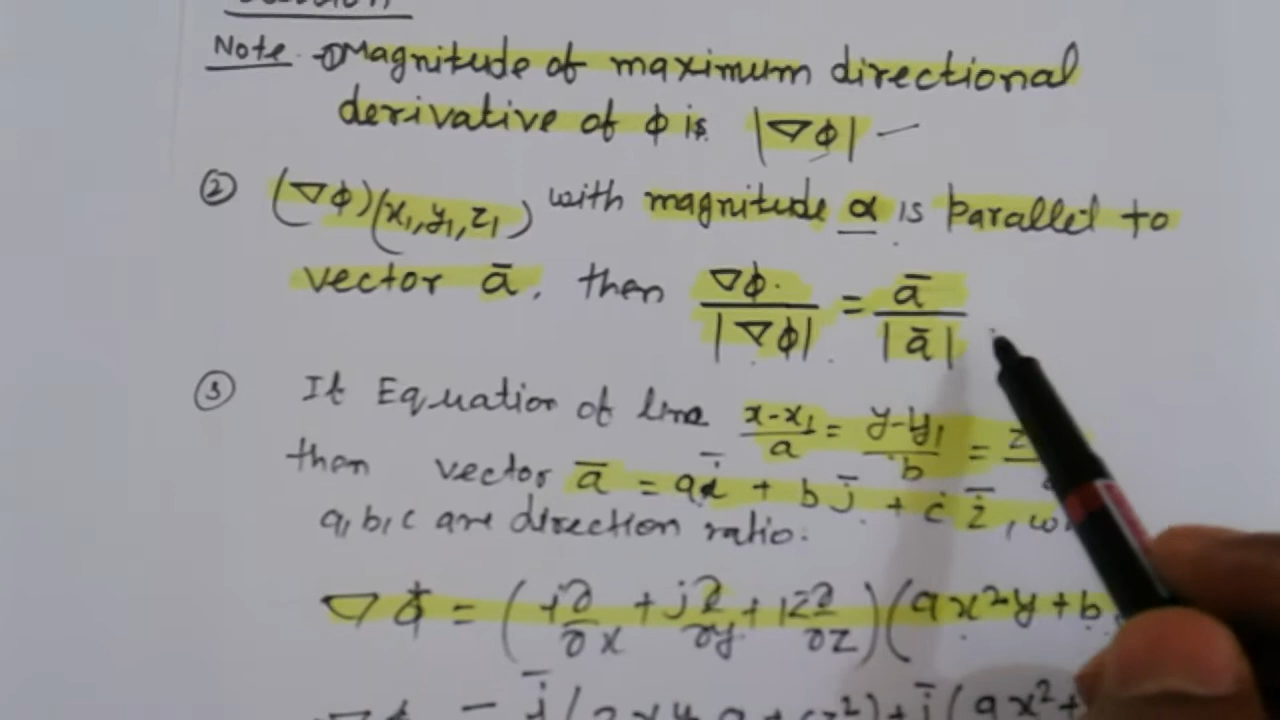 Note - ① Magnitude of maximum directional
derivative of ϕ is |∇ϕ| -
② (∇ϕ)(x₁,y₁,z₁) with magnitude α is Parallel to
vector ā, then ∇ϕ/|∇ϕ| = ā/|ā|
③ If Equation of line (x-x₁)/a = (y-y₁)/b =
then vector ā = ai̅ + bj̅ + c z̅,
a,b,c are direction ratio.
∇ϕ = (i∂/∂x + j∂/∂y + k∂/∂z)(ax²y + b